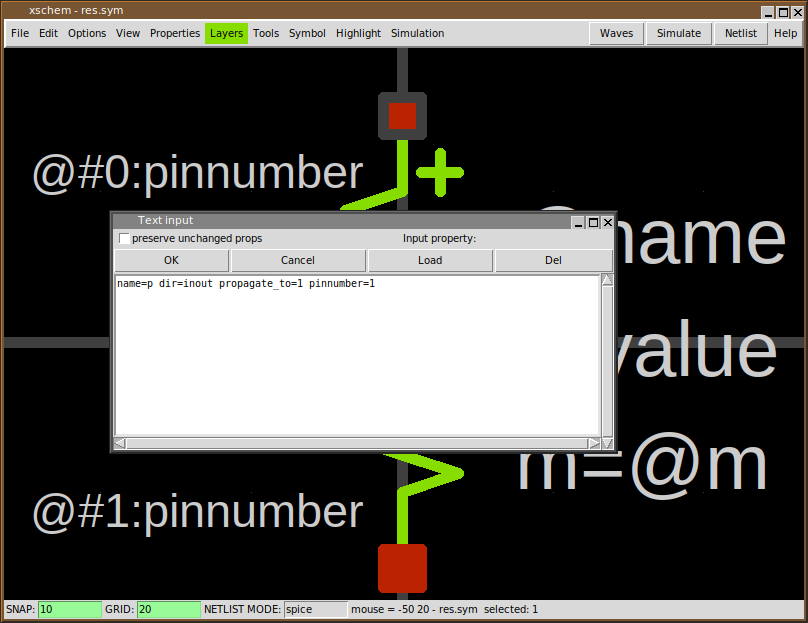 xschem - res.sym
File Edit Options View Properties Layers Tools Symbol Highlight Simulation Waves Simulate Netlist Help
@#0:pinnumber
Text input
preserve unchanged props Input property:
OK Cancel Load Del
name=p dir=inout propagate_to=1 pinnumber=1
name
value
m=@m
@#1:pinnumber
SNAP: 10 GRID: 20 NETLIST MODE: spice mouse = -50 20 - res.sym selected: 1